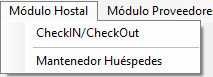 Módulo Hostal Módulo Proveedore
CheckIN/CheckOut
Mantenedor Huéspedes